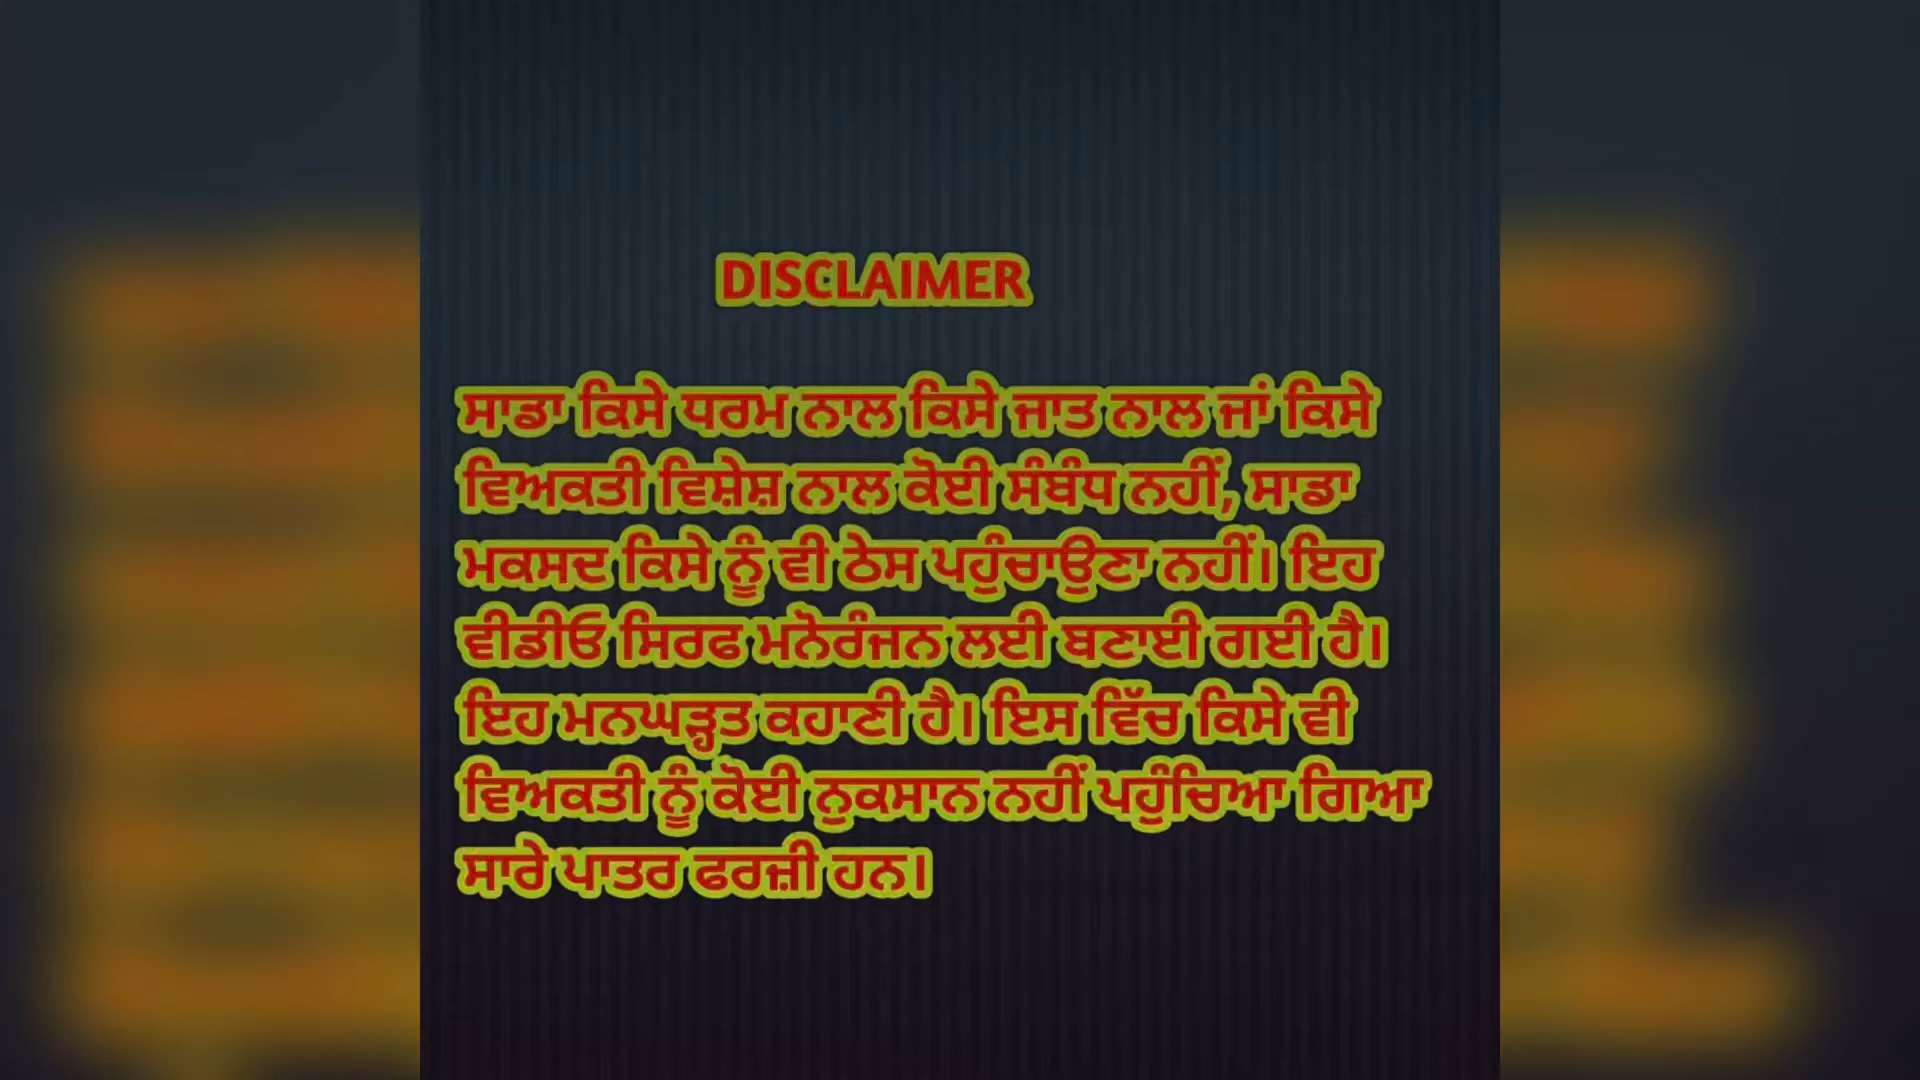 DISCLAIMER
ਸਾਡਾ ਕਿਸੇ ਧਰਮ ਨਾਲ ਕਿਸੇ ਜਾਤ ਨਾਲ ਜਾਂ ਕਿਸੇ
ਵਿਅਕਤੀ ਵਿਸ਼ੇਸ਼ ਨਾਲ ਕੋਈ ਸੰਬੰਧ ਨਹੀਂ, ਸਾਡਾ
ਮਕਸਦ ਕਿਸੇ ਨੂੰ ਵੀ ਠੇਸ ਪਹੁੰਚਾਉਣਾ ਨਹੀਂ। ਇਹ
ਵੀਡੀਓ ਸਿਰਫ ਮਨੋਰੰਜਨ ਲਈ ਬਣਾਈ ਗਈ ਹੈ।
ਇਹ ਮਨਘੜ੍ਹਤ ਕਹਾਣੀ ਹੈ। ਇਸ ਵਿੱਚ ਕਿਸੇ ਵੀ
ਵਿਅਕਤੀ ਨੂੰ ਕੋਈ ਨੁਕਸਾਨ ਨਹੀਂ ਪਹੁੰਚਿਆ ਗਿਆ
ਸਾਰੇ ਪਾਤਰ ਫਰਜ਼ੀ ਹਨ।